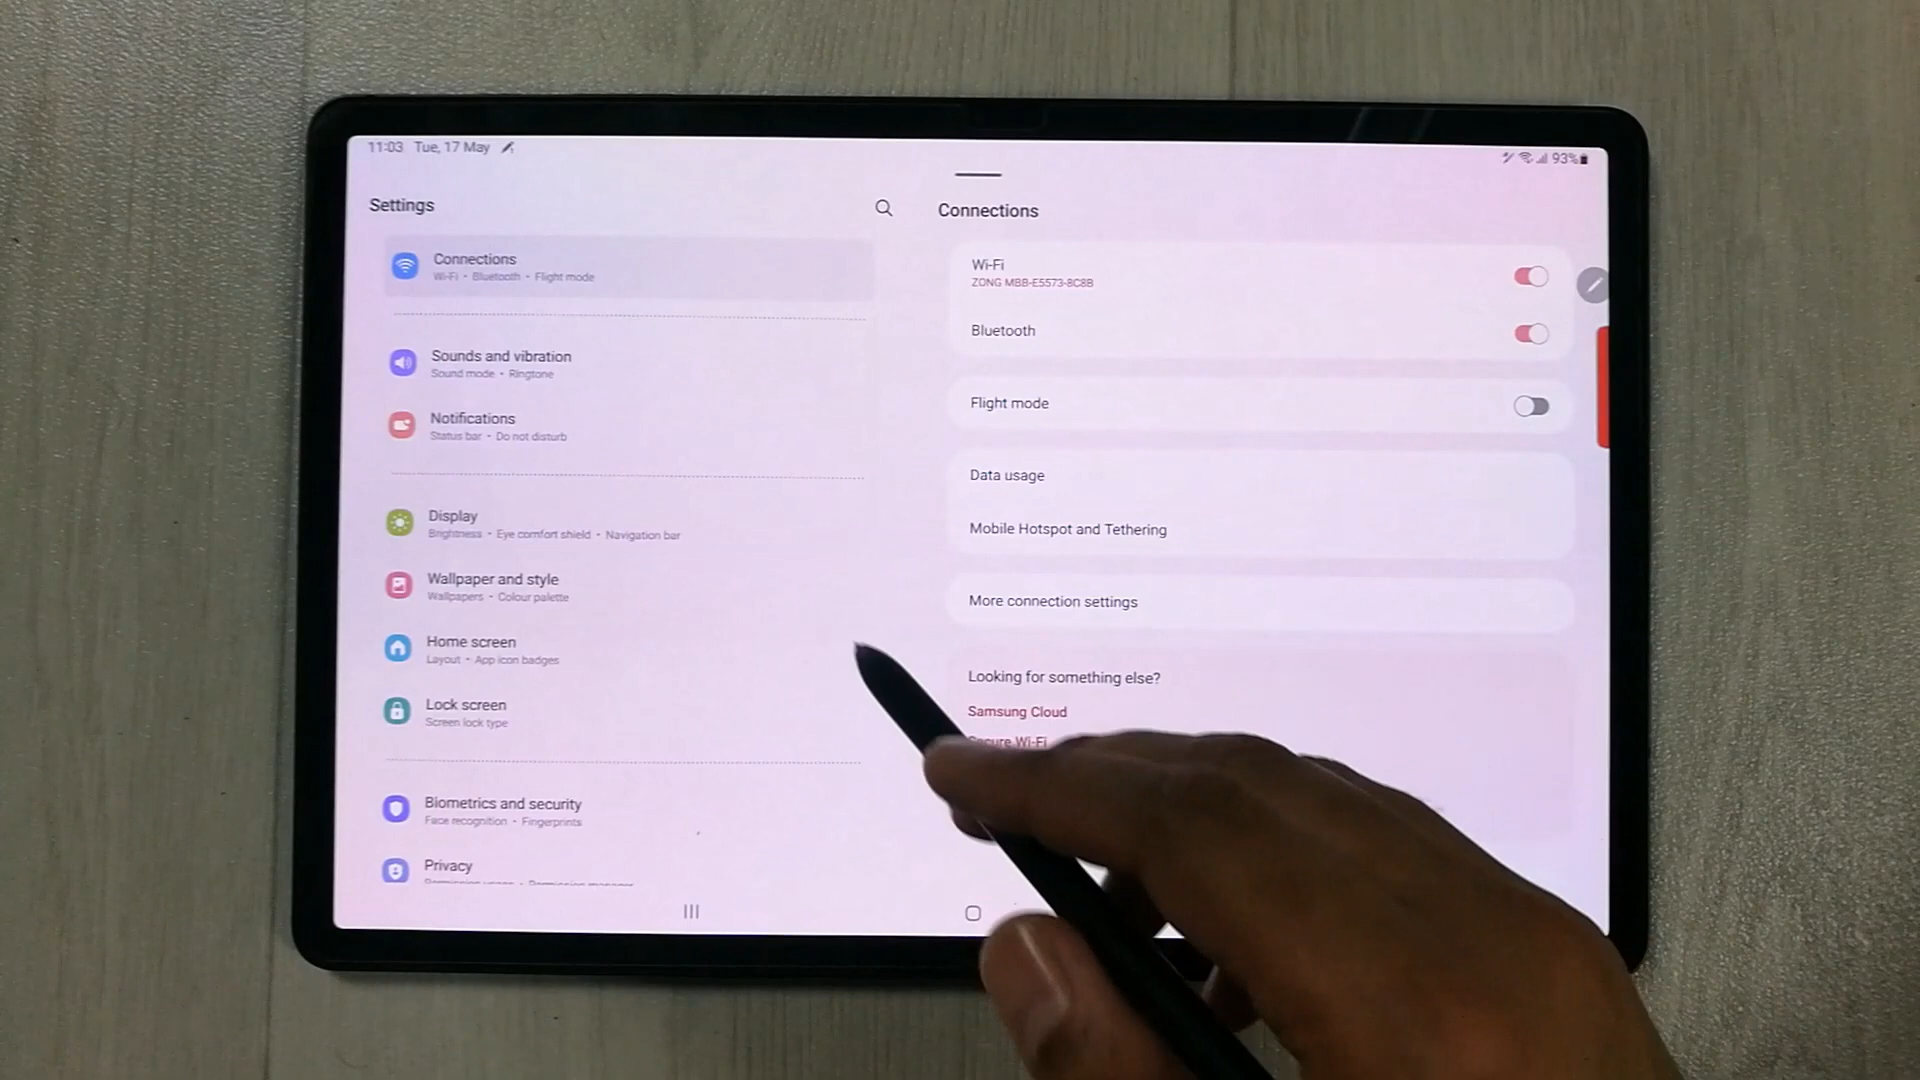 11:03 Tue, 17 May
93%
Settings
Connections
Wi-Fi • Bluetooth • Flight mode
Sounds and vibration
Sound mode • Ringtone
Notifications
Status bar • Do not disturb
Display
Brightness • Eye comfort shield • Navigation bar
Wallpaper and style
Wallpapers • Colour palette
Home screen
Layout • App icon badges
Lock screen
Screen lock type
Biometrics and security
Face recognition • Fingerprints
Privacy
Connections
Wi-Fi
ZONG MBB-E5573-8C8B
Bluetooth
Flight mode
Data usage
Mobile Hotspot and Tethering
More connection settings
Looking for something else?
Samsung Cloud
Secure Wi-Fi